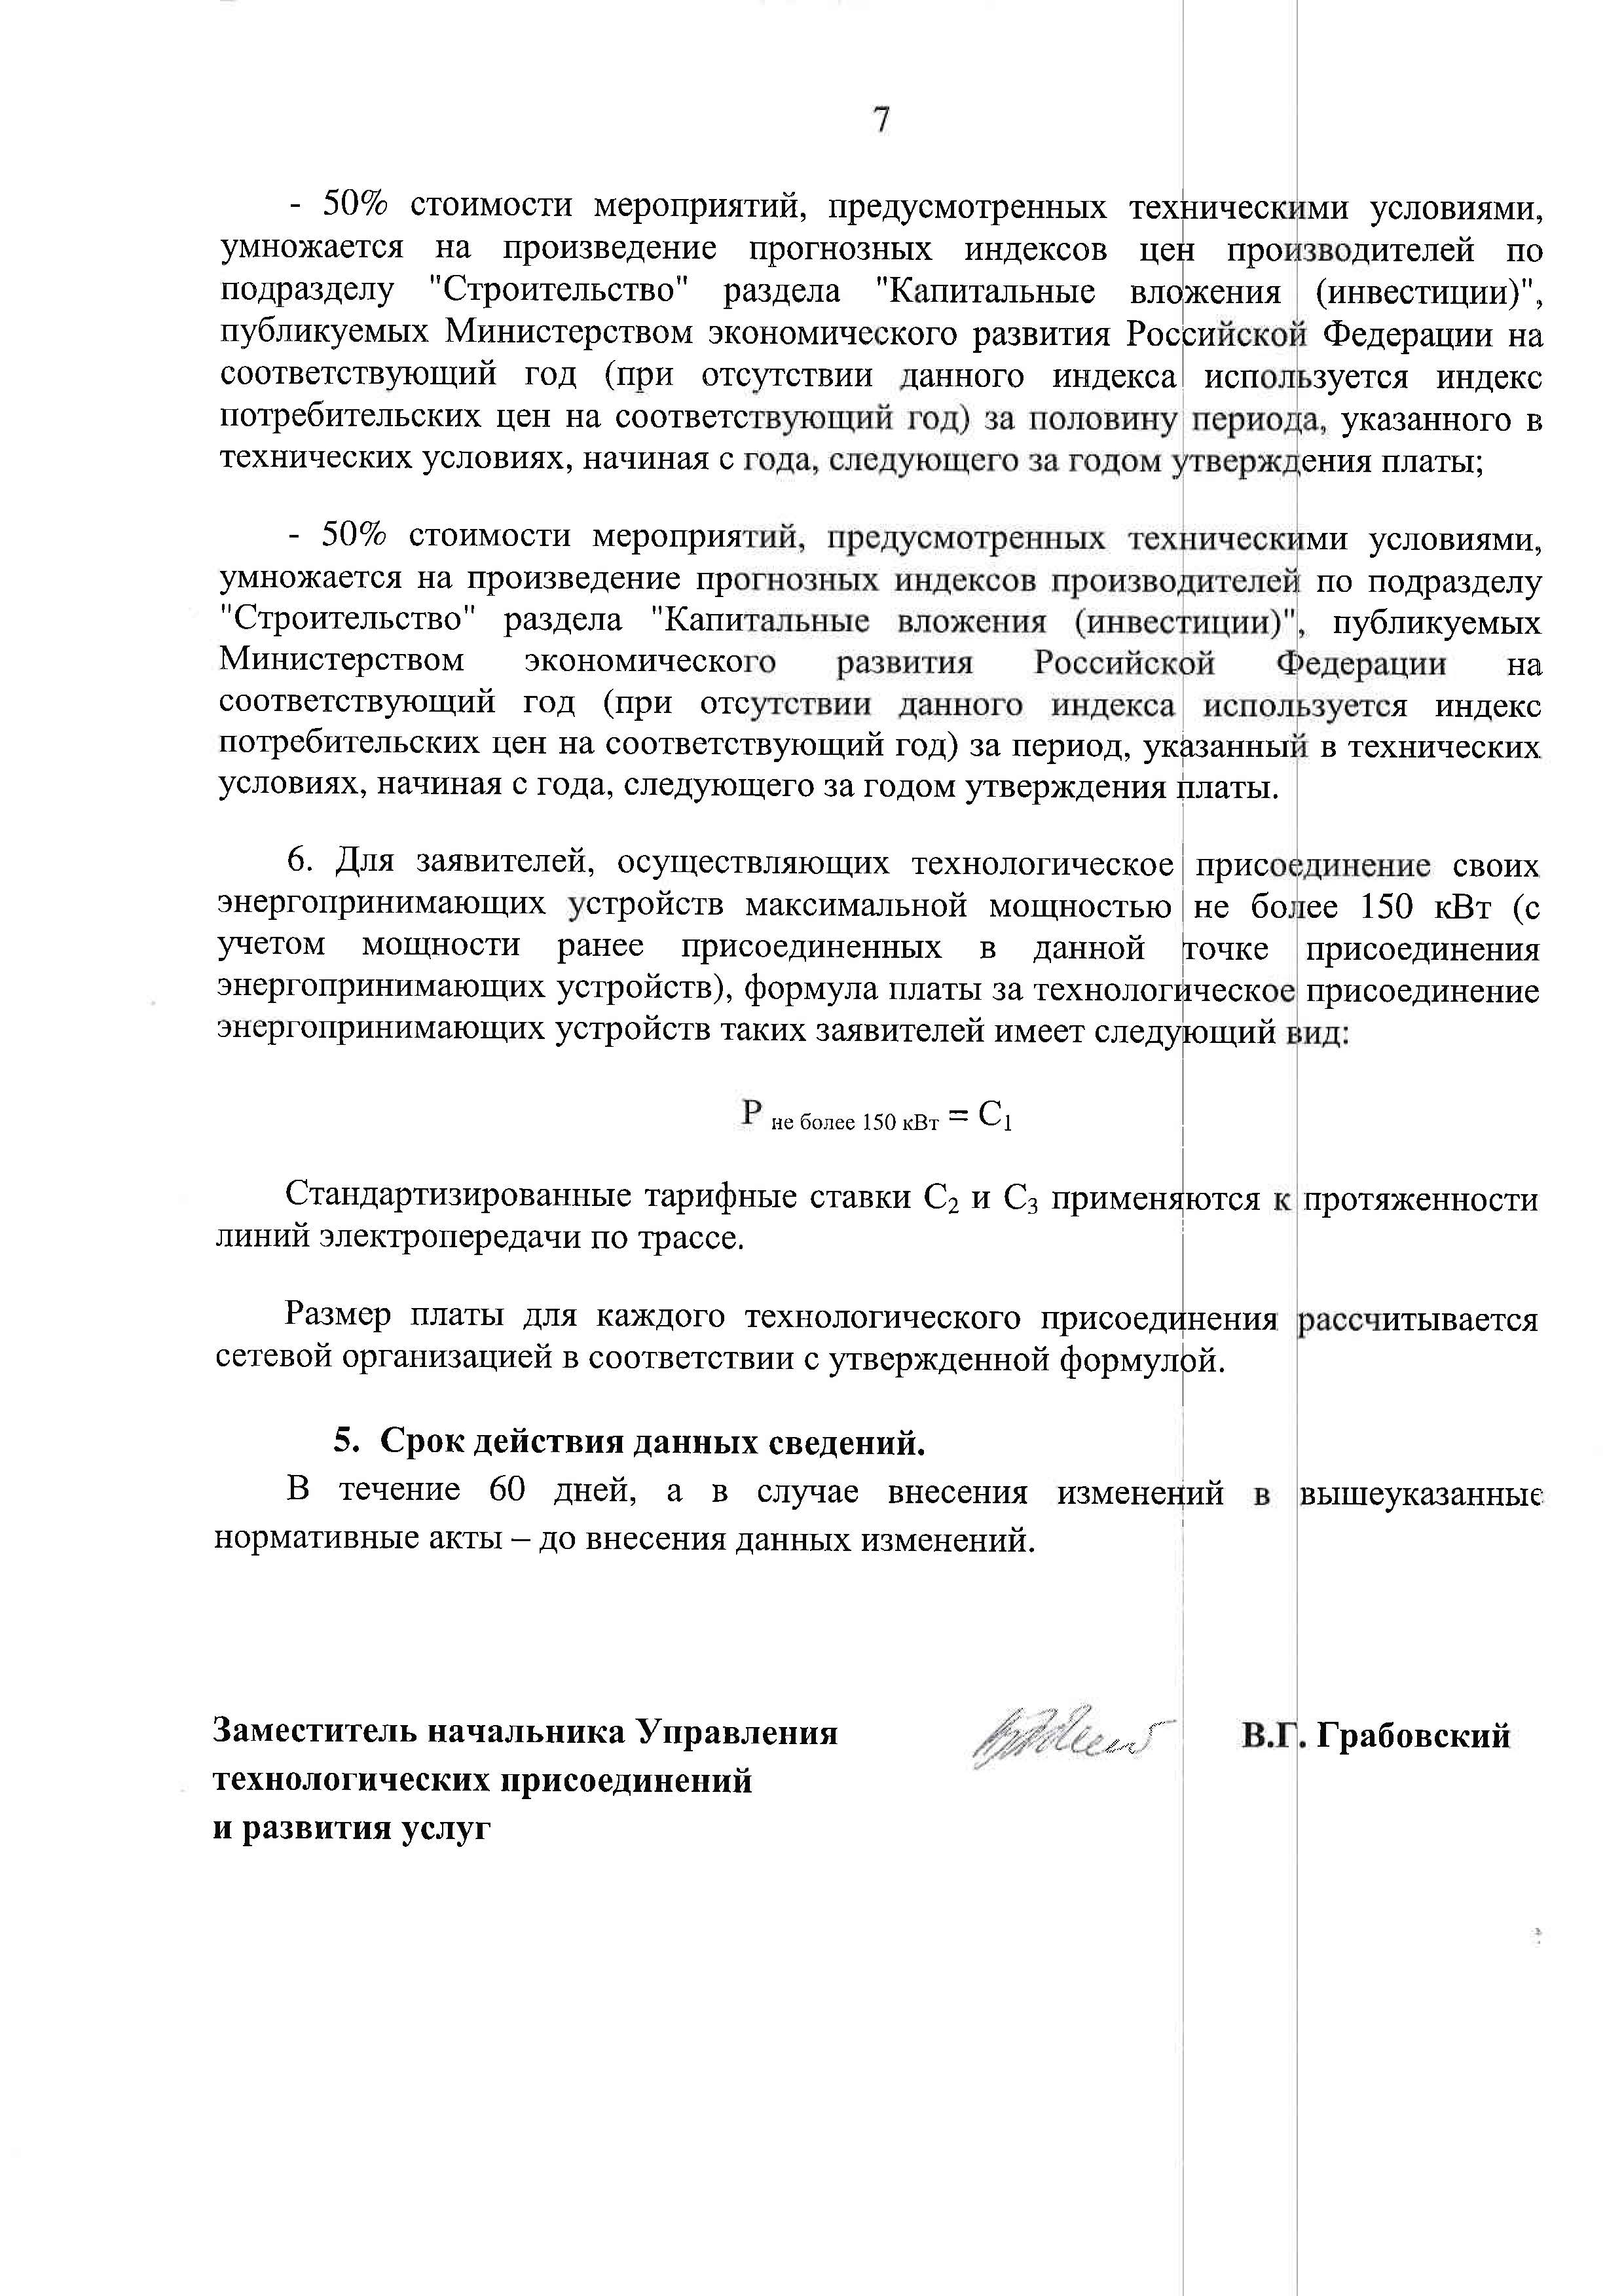 7
- 50% стоимости мероприятий, предусмотренных техническими условиями,
умножается на произведение прогнозных индексов цен производителей по
подразделу "Строительство" раздела "Капитальные вложения (инвестиции)",
публикуемых Министерством экономического развития Российской Федерации на
соответствующий год (при отсутствии данного индекса используется индекс
потребительских цен на соответствующий год) за половину периода, указанного в
технических условиях, начиная с года, следующего за годом утверждения платы;
- 50% стоимости мероприятий, предусмотренных техническими условиями,
умножается на произведение прогнозных индексов производителей по подразделу
"Строительство" раздела "Капитальные вложения (инвестиции)", публикуемых
Министерством экономического развития Российской Федерации на
соответствующий год (при отсутствии данного индекса используется индекс
потребительских цен на соответствующий год) за период, указанный в технических
условиях, начиная с года, следующего за годом утверждения платы.
6. Для заявителей, осуществляющих технологическое присоединение своих
энергопринимающих устройств максимальной мощностью не более 150 кВт (с
учетом мощности ранее присоединенных в данной точке присоединения
энергопринимающих устройств), формула платы за технологическое присоединение
энергопринимающих устройств таких заявителей имеет следующий вид:
Р не более 150 кВт = С₁
Стандартизированные тарифные ставки С₂ и С₃ применяются к протяженности
линий электропередачи по трассе.
Размер платы для каждого технологического присоединения рассчитывается
сетевой организацией в соответствии с утвержденной формулой.
5. Срок действия данных сведений.
В течение 60 дней, а в случае внесения изменений в вышеуказанные
нормативные акты – до внесения данных изменений.
Заместитель начальника Управления В.Г. Грабовский
технологических присоединений
и развития услуг